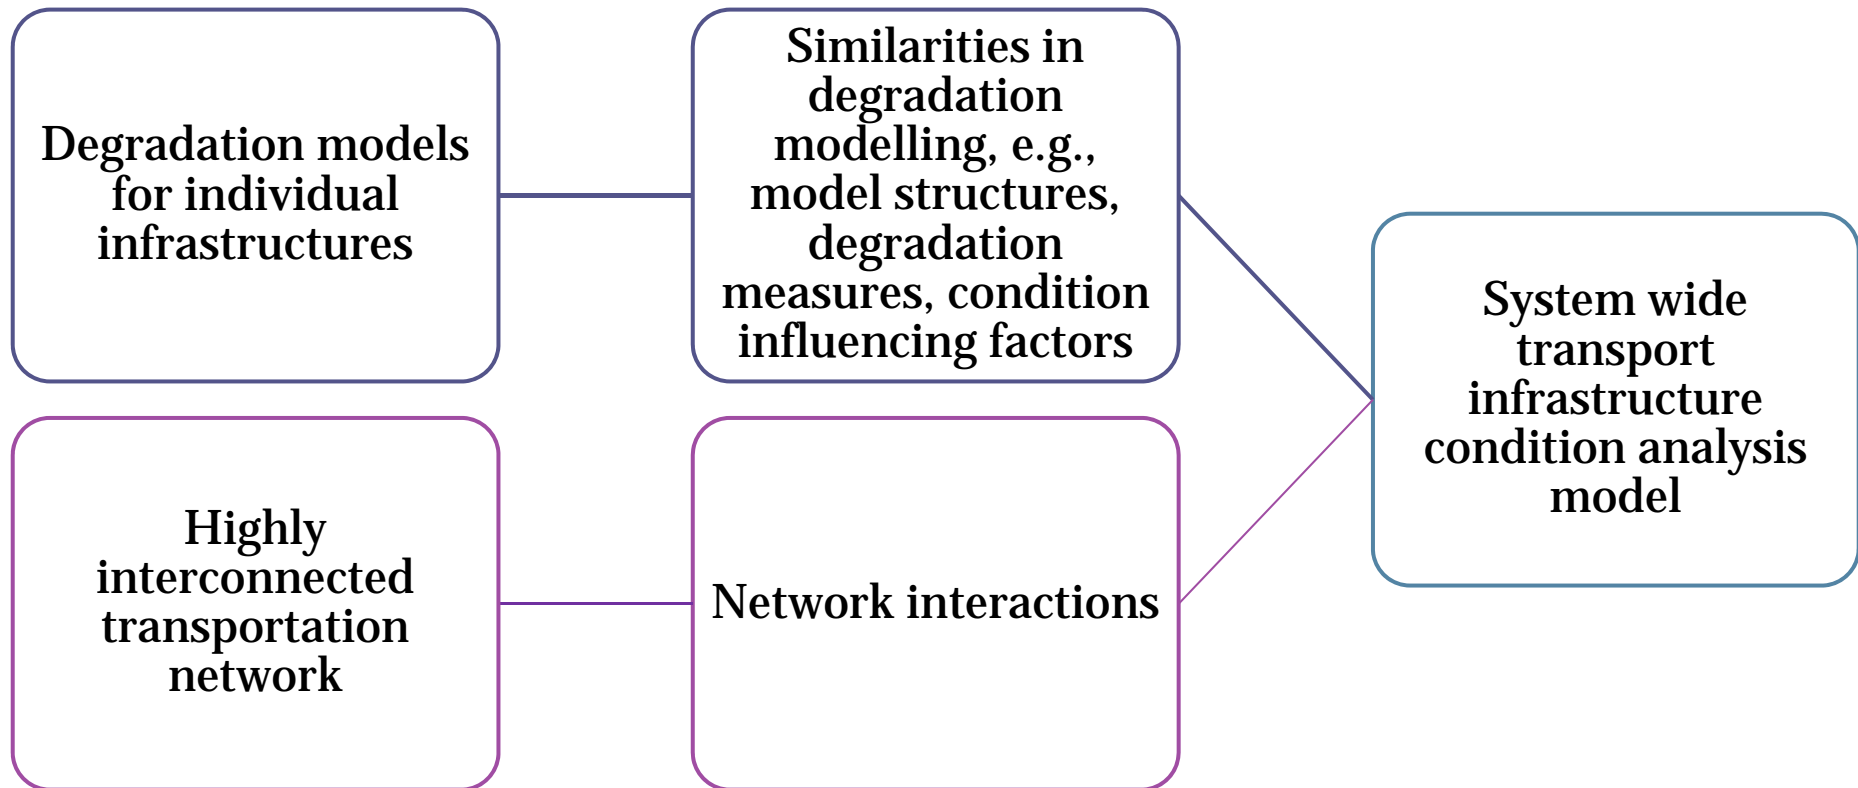 Degradation models
for individual
infrastructures
Similarities in
degradation
modelling, e.g.,
model structures,
degradation
measures, condition
influencing factors
System wide
transport
infrastructure
condition analysis
model
Highly
interconnected
transportation
network
Network interactions